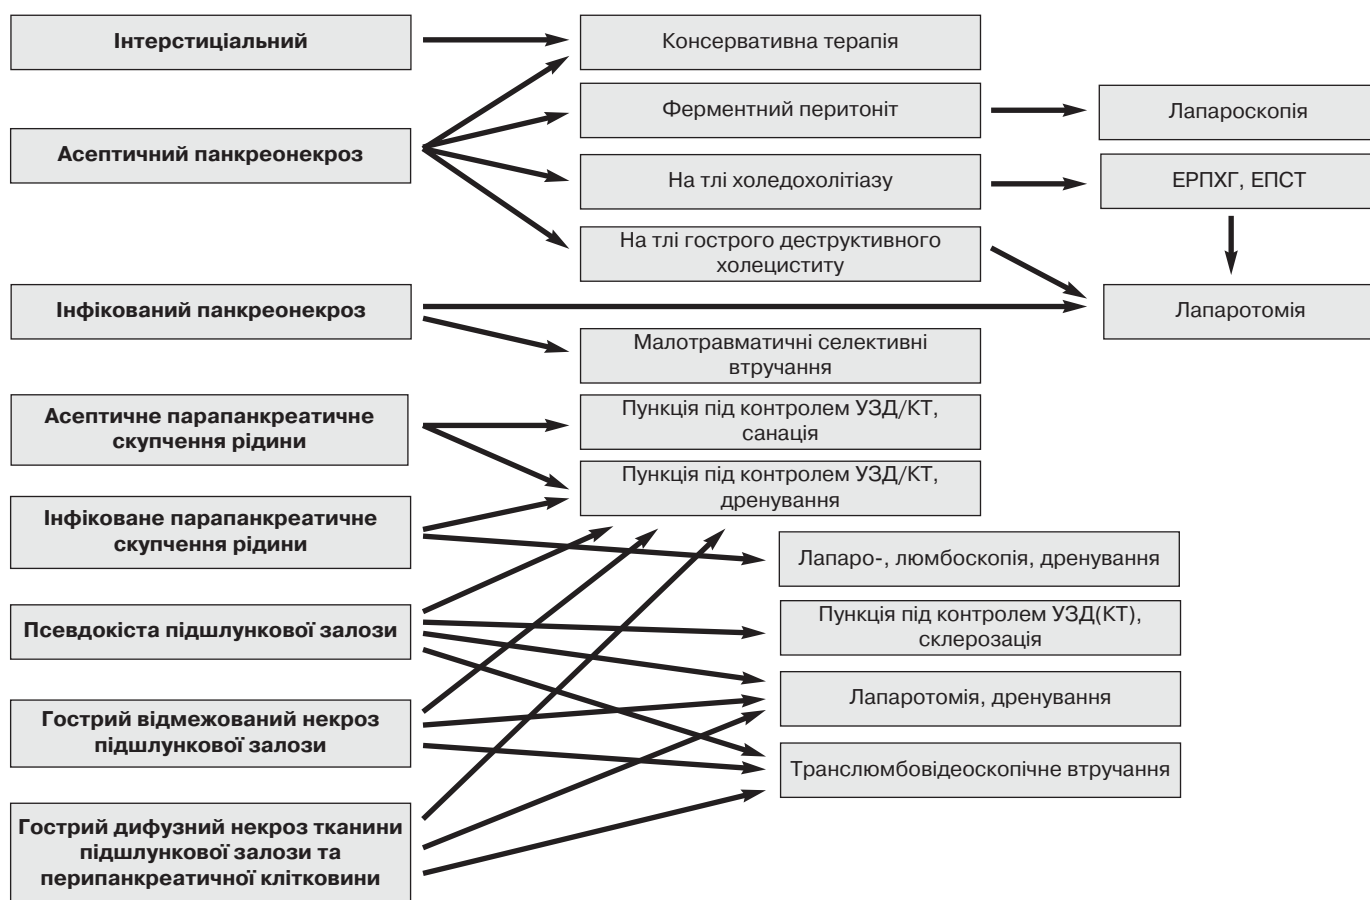 Інтерстиціальний
Консервативна терапія
Ферментний перитоніт
Лапароскопія
Асептичний панкреонекроз
На тлі холедохолітіазу
ЕРПХГ, ЕПСТ
На тлі гострого деструктивного
холециститу
Інфікований панкреонекроз
Лапаротомія
Малотравматичні селективні
втручання
Асептичне парапанкреатичне
скупчення рідини
Пункція під контролем УЗД/КТ,
санація
Пункція під контролем УЗД/КТ,
дренування
Інфіковане парапанкреатичне
скупчення рідини
Лапаро-, люмбоскопія, дренування
Псевдокіста підшлункової залози
Пункція під контролем УЗД(КТ),
склерозація
Лапаротомія, дренування
Гострий відмежований некроз
підшлункової залози
Транслюмбовідеоскопічне втручання
Гострий дифузний некроз тканини
підшлункової залози та
перипанкреатичної клітковини